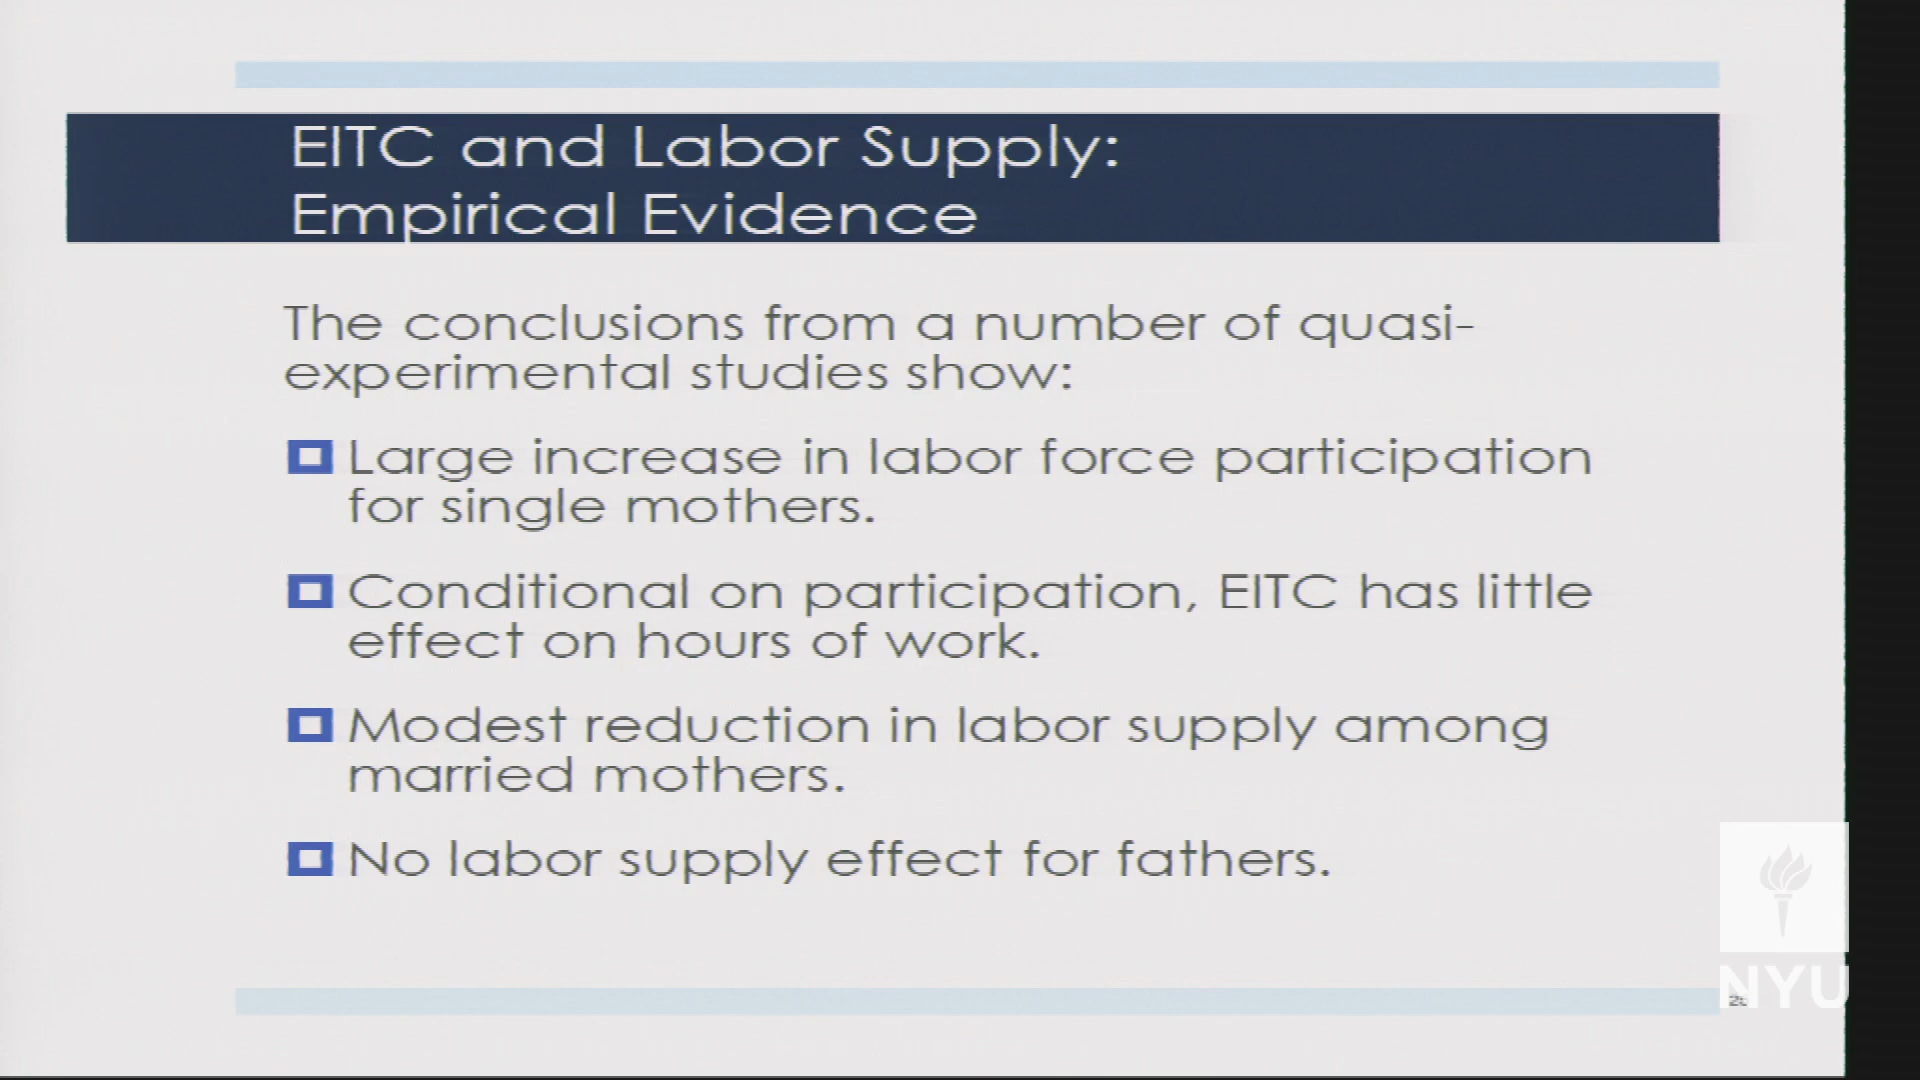 EITC and Labor Supply:
Empirical Evidence
The conclusions from a number of quasi-
experimental studies show:
Large increase in labor force participation
for single mothers.
Conditional on participation, EITC has little
effect on hours of work.
Modest reduction in labor supply among
married mothers.
No labor supply effect for fathers.
NYU